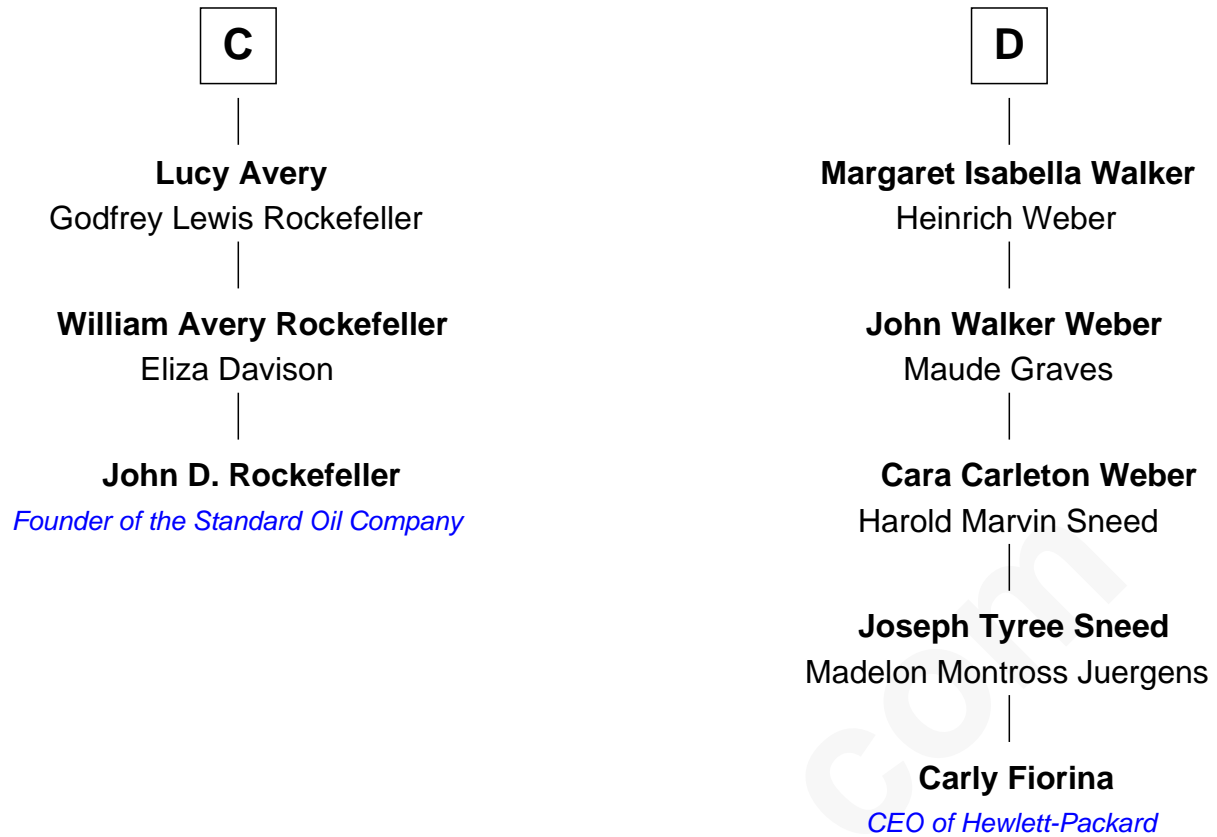 C
Lucy Avery
Godfrey Lewis Rockefeller
William Avery Rockefeller
Eliza Davison
John D. Rockefeller
Founder of the Standard Oil Company
D
Margaret Isabella Walker
Heinrich Weber
John Walker Weber
Maude Graves
Cara Carleton Weber
Harold Marvin Sneed
Joseph Tyree Sneed
Madelon Montross Juergens
Carly Fiorina
CEO of Hewlett-Packard
com